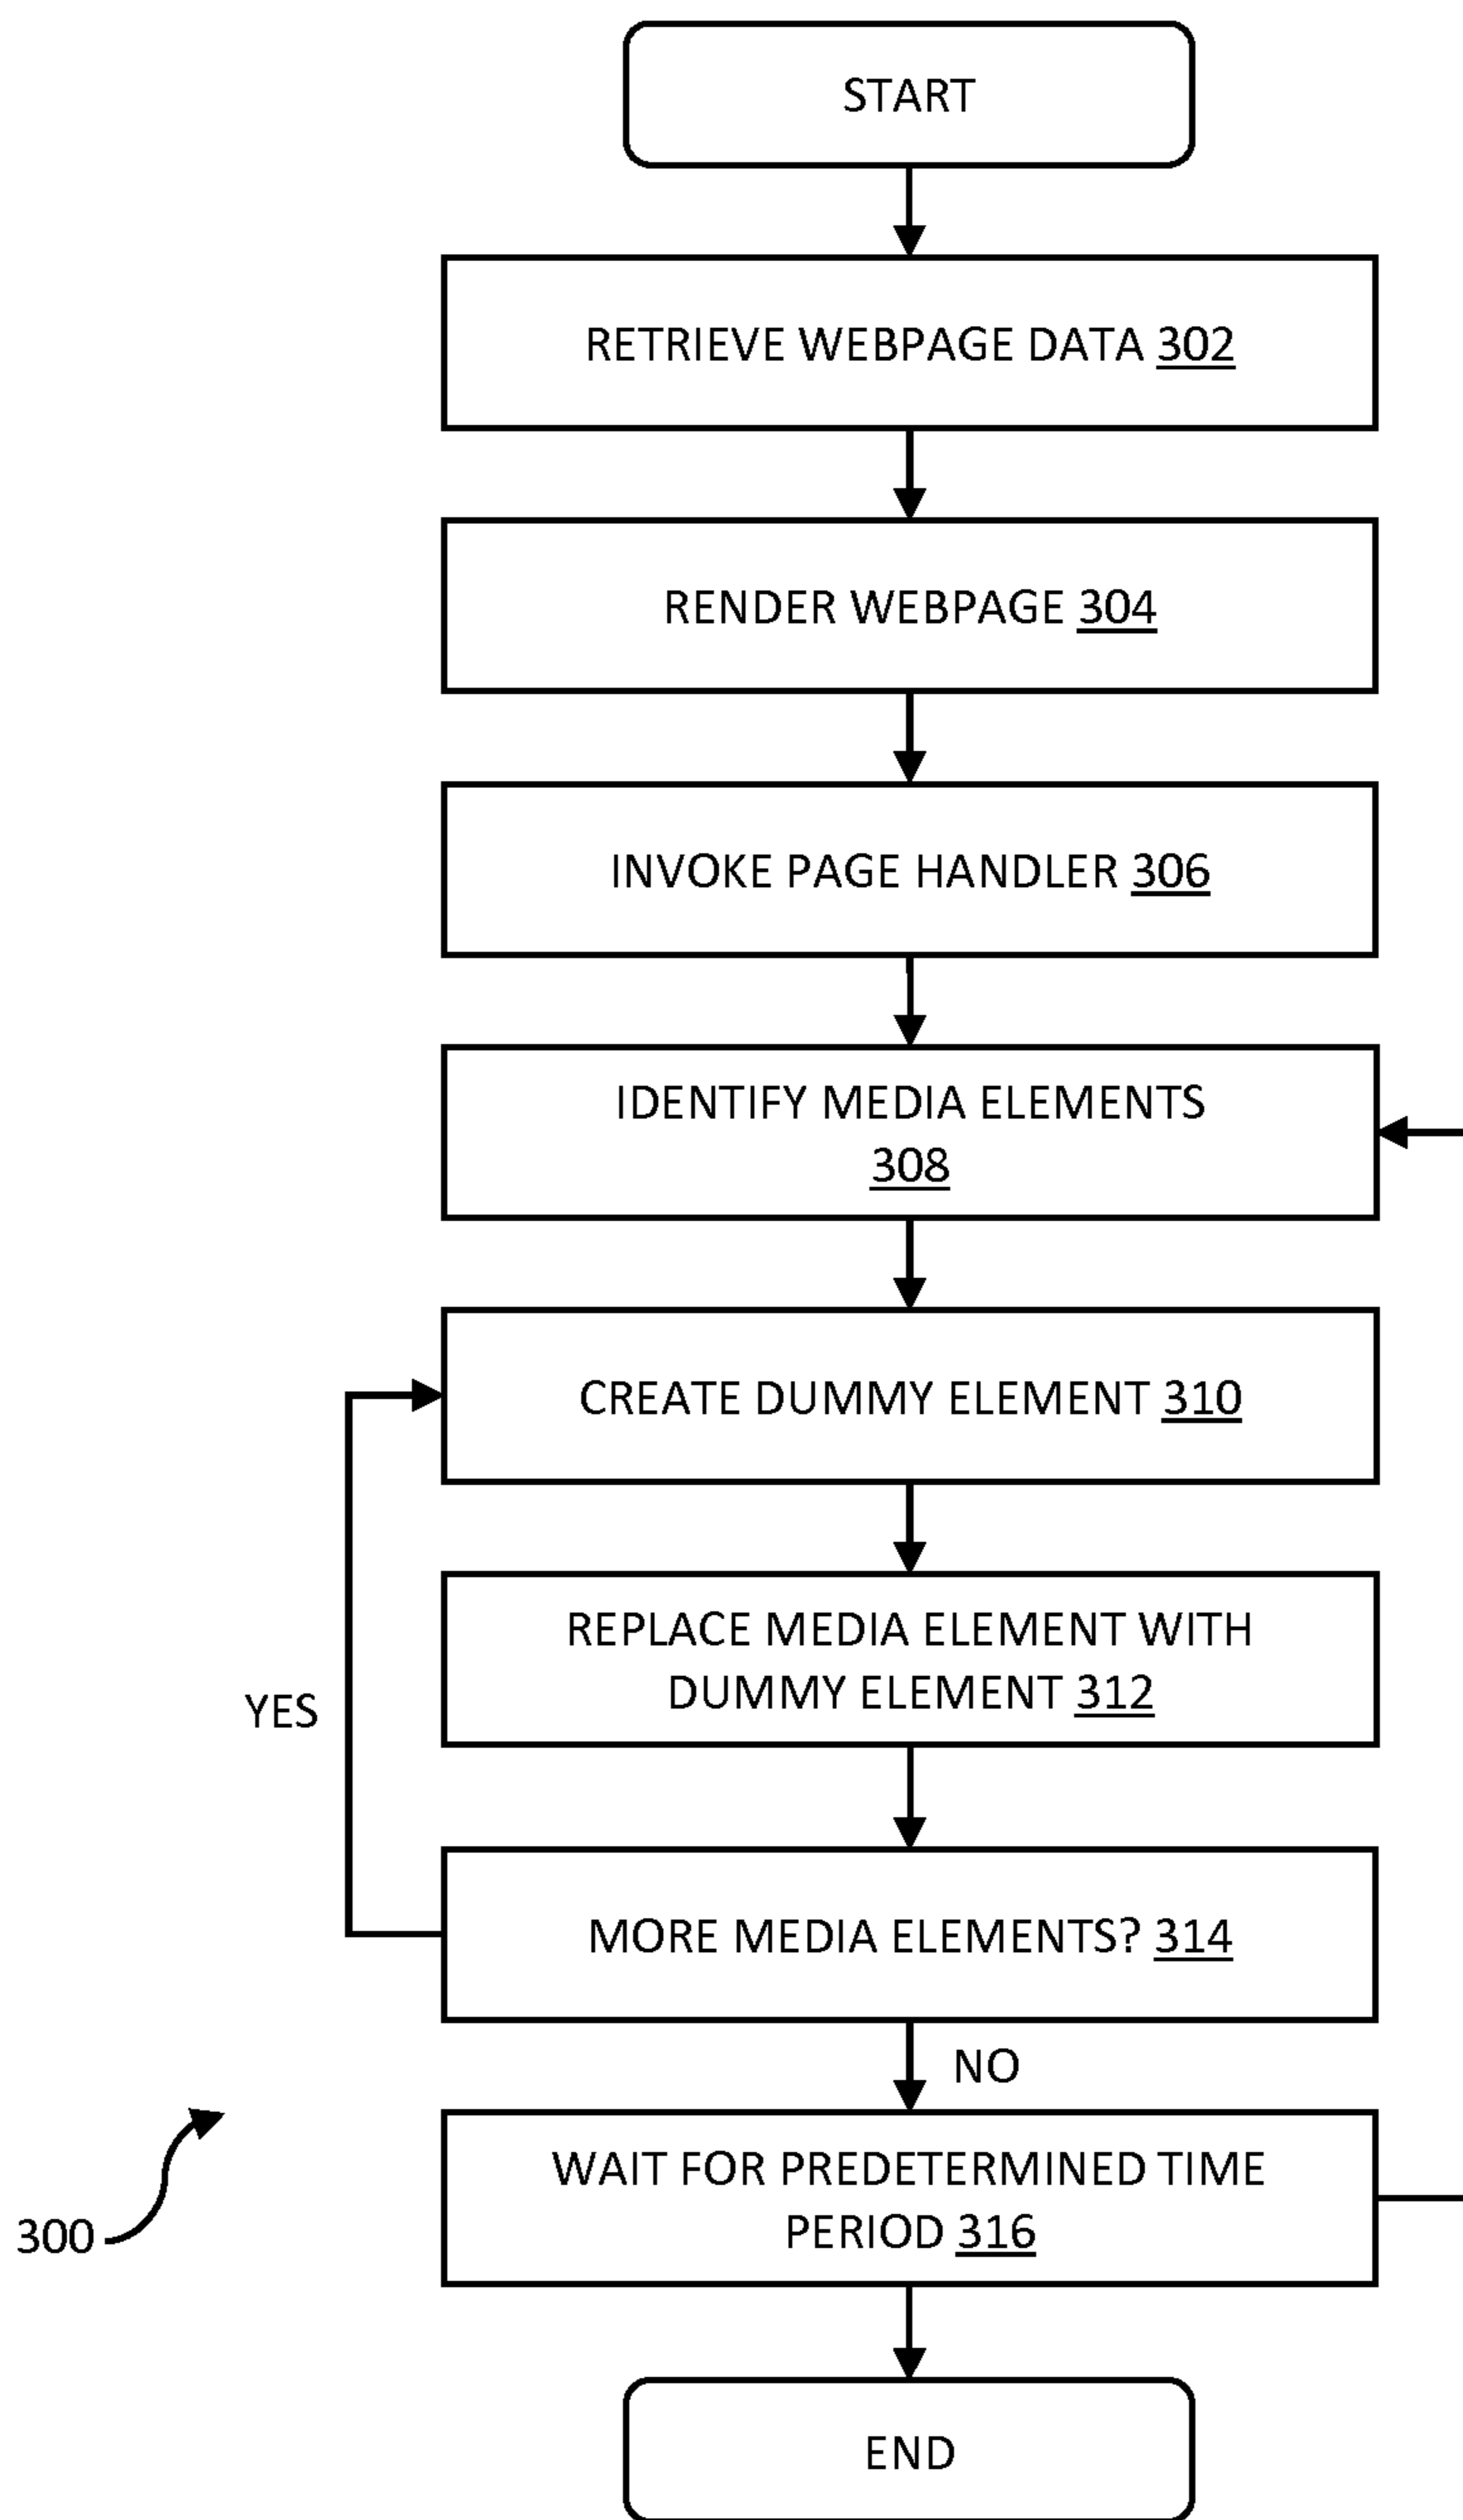 START
RETRIEVE WEBPAGE DATA 302
RENDER WEBPAGE 304
INVOKE PAGE HANDLER 306
IDENTIFY MEDIA ELEMENTS
308
CREATE DUMMY ELEMENT 310
REPLACE MEDIA ELEMENT WITH
DUMMY ELEMENT 312
YES
MORE MEDIA ELEMENTS? 314
NO
WAIT FOR PREDETERMINED TIME
PERIOD 316
300
END